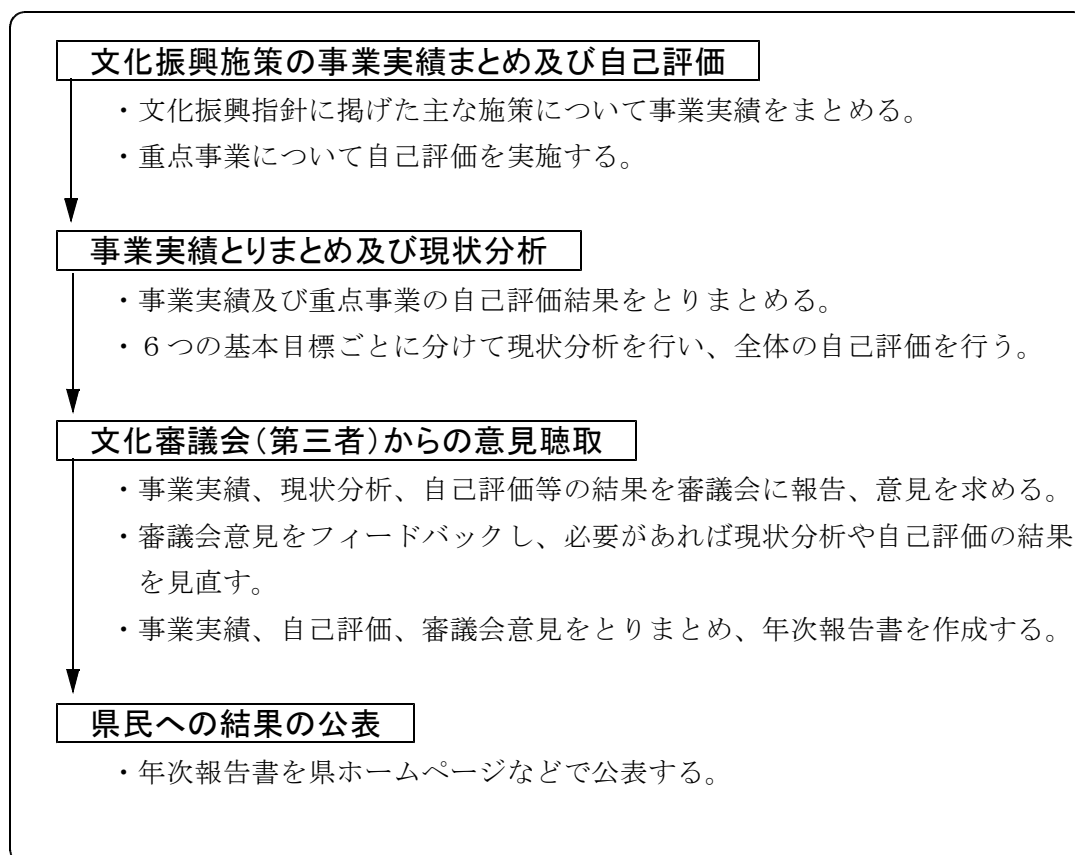 文化振興施策の事業実績まとめ及び自己評価
・文化振興指針に掲げた主な施策について事業実績をまとめる。
・重点事業について自己評価を実施する。
事業実績とりまとめ及び現状分析
・事業実績及び重点事業の自己評価結果をとりまとめる。
・６つの基本目標ごとに分けて現状分析を行い、全体の自己評価を行う。
文化審議会（第三者）からの意見聴取
・事業実績、現状分析、自己評価等の結果を審議会に報告、意見を求める。
・審議会意見をフィードバックし、必要があれば現状分析や自己評価の結果
を見直す。
・事業実績、自己評価、審議会意見をとりまとめ、年次報告書を作成する。
県民への結果の公表
・年次報告書を県ホームページなどで公表する。